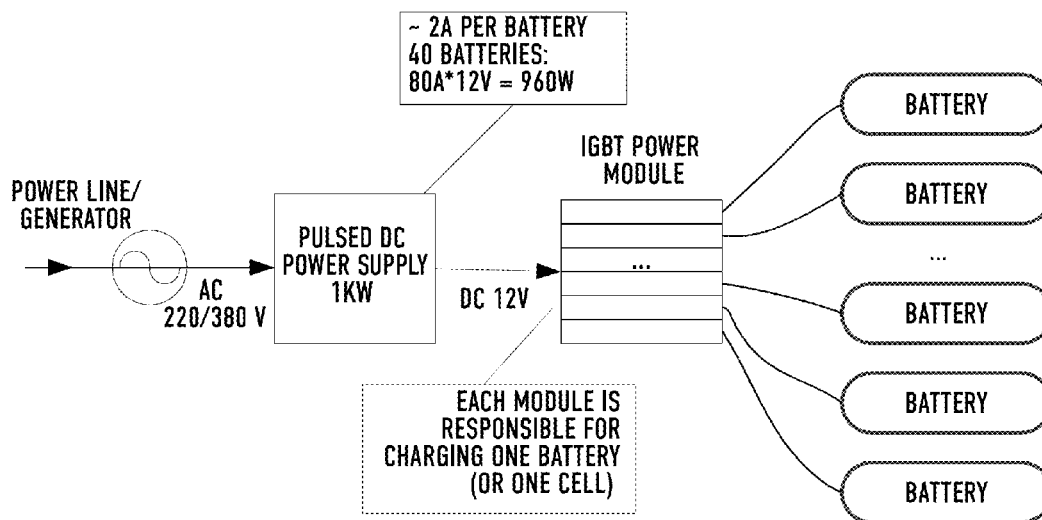 ~ 2A PER BATTERY
40 BATTERIES:
80A*12V = 960W
POWER LINE/
GENERATOR
AC
220/380 V
PULSED DC
POWER SUPPLY
1KW
DC 12V
IGBT POWER
MODULE
...
EACH MODULE IS
RESPONSIBLE FOR
CHARGING ONE BATTERY
(OR ONE CELL)
BATTERY
BATTERY
...
BATTERY
BATTERY
BATTERY